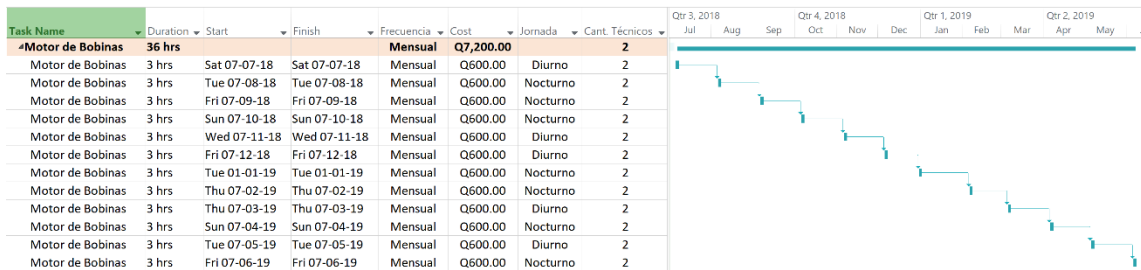 Qtr 3, 2018 Qtr 4, 2018 Qtr 1, 2019 Qtr 2, 2019
Task Name Duration Start Finish Frecuencia Cost Jornada Cant. Técnicos Jul Aug Sep Oct Nov Dec Jan Feb Mar Apr May
Motor de Bobinas 36 hrs Mensual Q7,200.00 2
Motor de Bobinas 3 hrs Sat 07-07-18 Sat 07-07-18 Mensual Q600.00 Diurno 2
Motor de Bobinas 3 hrs Tue 07-08-18 Tue 07-08-18 Mensual Q600.00 Nocturno 2
Motor de Bobinas 3 hrs Fri 07-09-18 Fri 07-09-18 Mensual Q600.00 Nocturno 2
Motor de Bobinas 3 hrs Sun 07-10-18 Sun 07-10-18 Mensual Q600.00 Nocturno 2
Motor de Bobinas 3 hrs Wed 07-11-18 Wed 07-11-18 Mensual Q600.00 Diurno 2
Motor de Bobinas 3 hrs Fri 07-12-18 Fri 07-12-18 Mensual Q600.00 Diurno 2
Motor de Bobinas 3 hrs Tue 01-01-19 Tue 01-01-19 Mensual Q600.00 Nocturno 2
Motor de Bobinas 3 hrs Thu 07-02-19 Thu 07-02-19 Mensual Q600.00 Nocturno 2
Motor de Bobinas 3 hrs Thu 07-03-19 Thu 07-03-19 Mensual Q600.00 Diurno 2
Motor de Bobinas 3 hrs Sun 07-04-19 Sun 07-04-19 Mensual Q600.00 Nocturno 2
Motor de Bobinas 3 hrs Tue 07-05-19 Tue 07-05-19 Mensual Q600.00 Diurno 2
Motor de Bobinas 3 hrs Fri 07-06-19 Fri 07-06-19 Mensual Q600.00 Nocturno 2